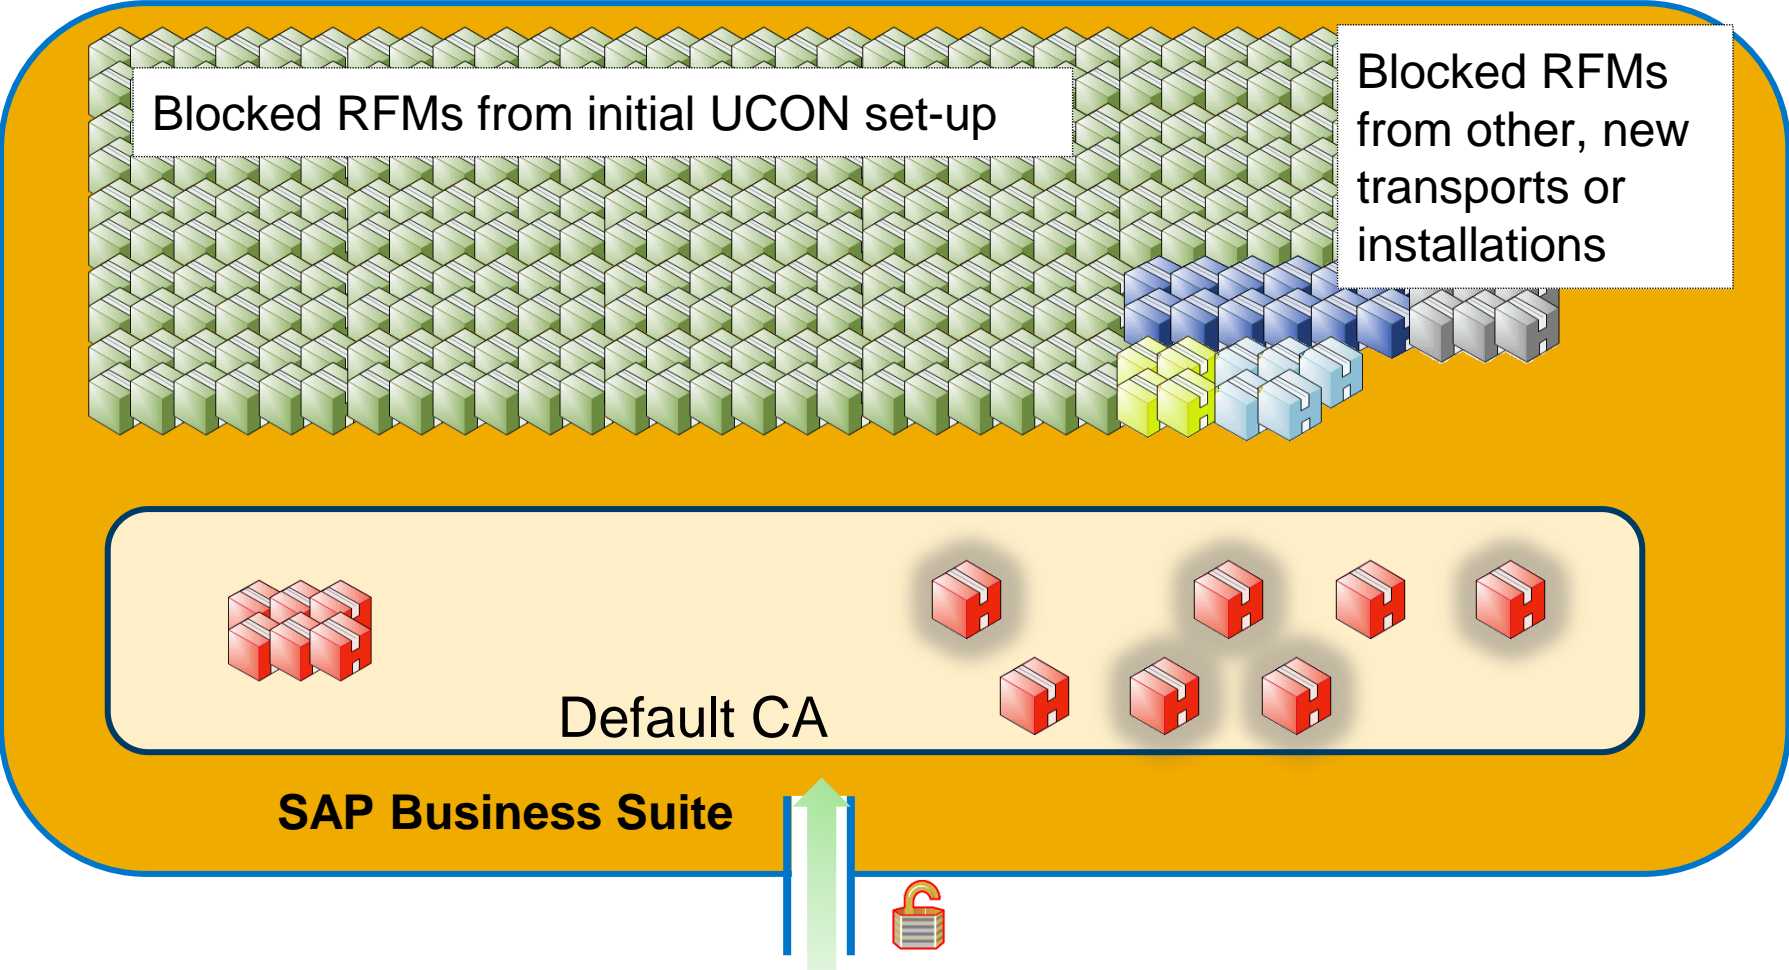 Blocked RFMs from initial UCON set-up
Blocked RFMs
from other, new
transports or
installations
Default CA
SAP Business Suite